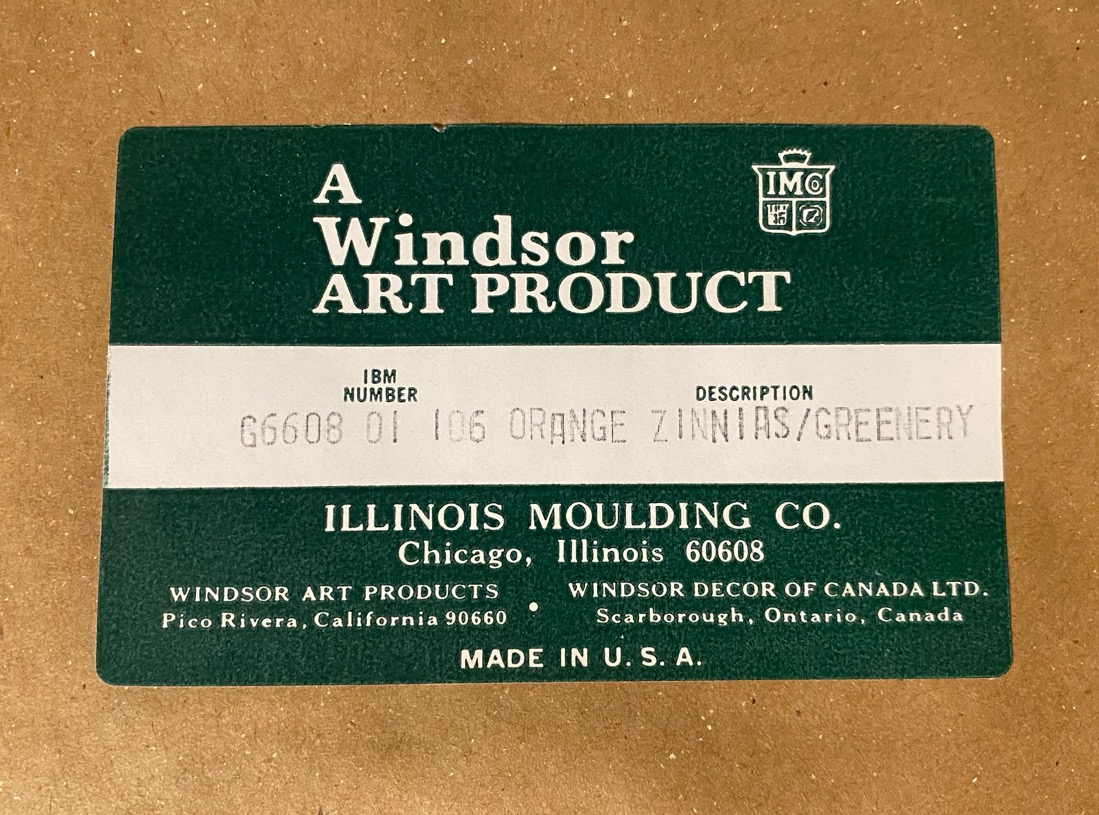 A
IMCo
Windsor
ART PRODUCT
IBM
NUMBER
DESCRIPTION
G6608 01 106 ORANGE ZINNIAS/GREENERY
ILLINOIS MOULDING CO.
Chicago, Illinois 60608
WINDSOR ART PRODUCTS
Pico Rivera, California 90660
•
WINDSOR DECOR OF CANADA LTD.
Scarborough, Ontario, Canada
MADE IN U.S.A.